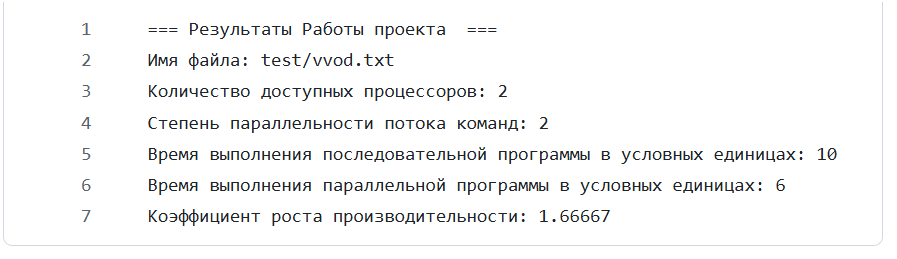 1 === Результаты Работы проекта  ===
2 Имя файла: test/vvod.txt
3 Количество доступных процессоров: 2
4 Степень параллельности потока команд: 2
5 Время выполнения последовательной программы в условных единицах: 10
6 Время выполнения параллельной программы в условных единицах: 6
7 Коэффициент роста производительности: 1.66667